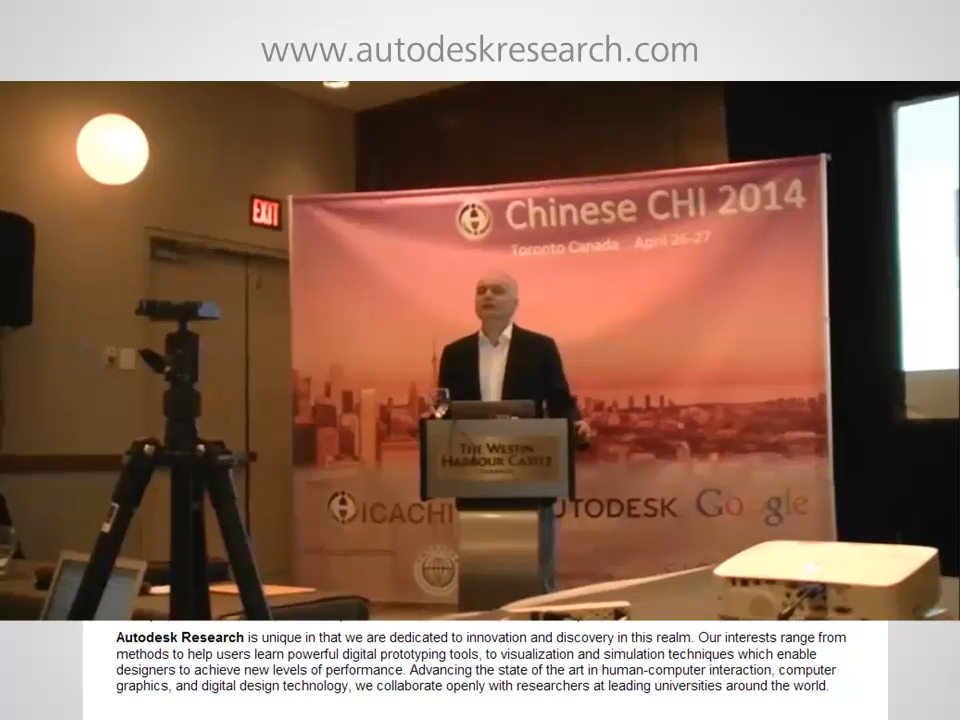 www.autodeskresearch.com
EXIT
Chinese CHI 2014
Toronto Canada April 26-27
THE WESTIN
HARBOUR CASTLE
ICACHI UTODESK Google
Autodesk Research is unique in that we are dedicated to innovation and discovery in this realm. Our interests range from
methods to help users learn powerful digital prototyping tools, to visualization and simulation techniques which enable
designers to achieve new levels of performance. Advancing the state of the art in human-computer interaction, computer
graphics, and digital design technology, we collaborate openly with researchers at leading universities around the world.